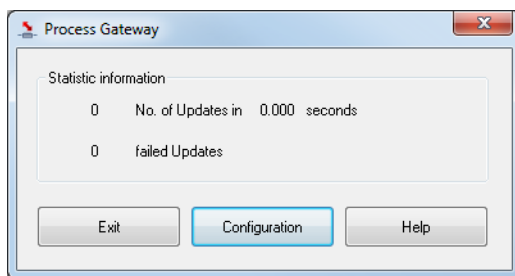 Process Gateway
Statistic information
0 No. of Updates in 0.000 seconds
0 failed Updates
Exit Configuration Help